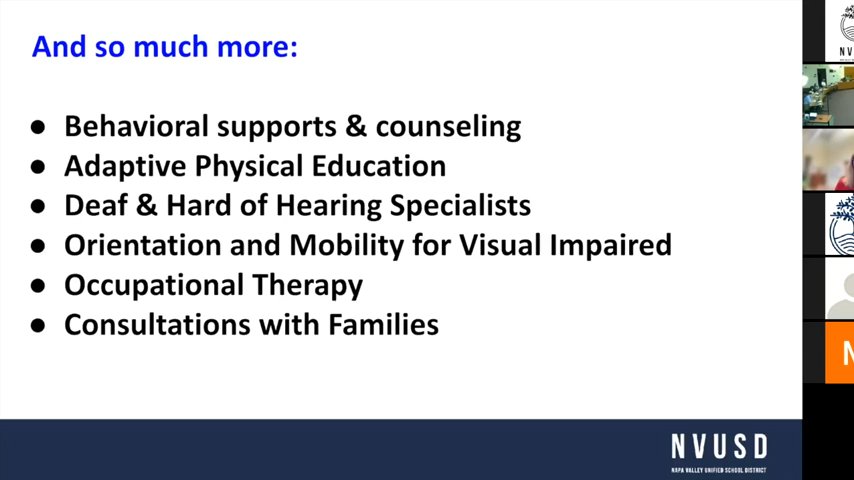 And so much more:
● Behavioral supports & counseling
● Adaptive Physical Education
● Deaf & Hard of Hearing Specialists
● Orientation and Mobility for Visual Impaired
● Occupational Therapy
● Consultations with Families
NVUSD
NAPA VALLEY UNIFIED SCHOOL DISTRICT
N V
N